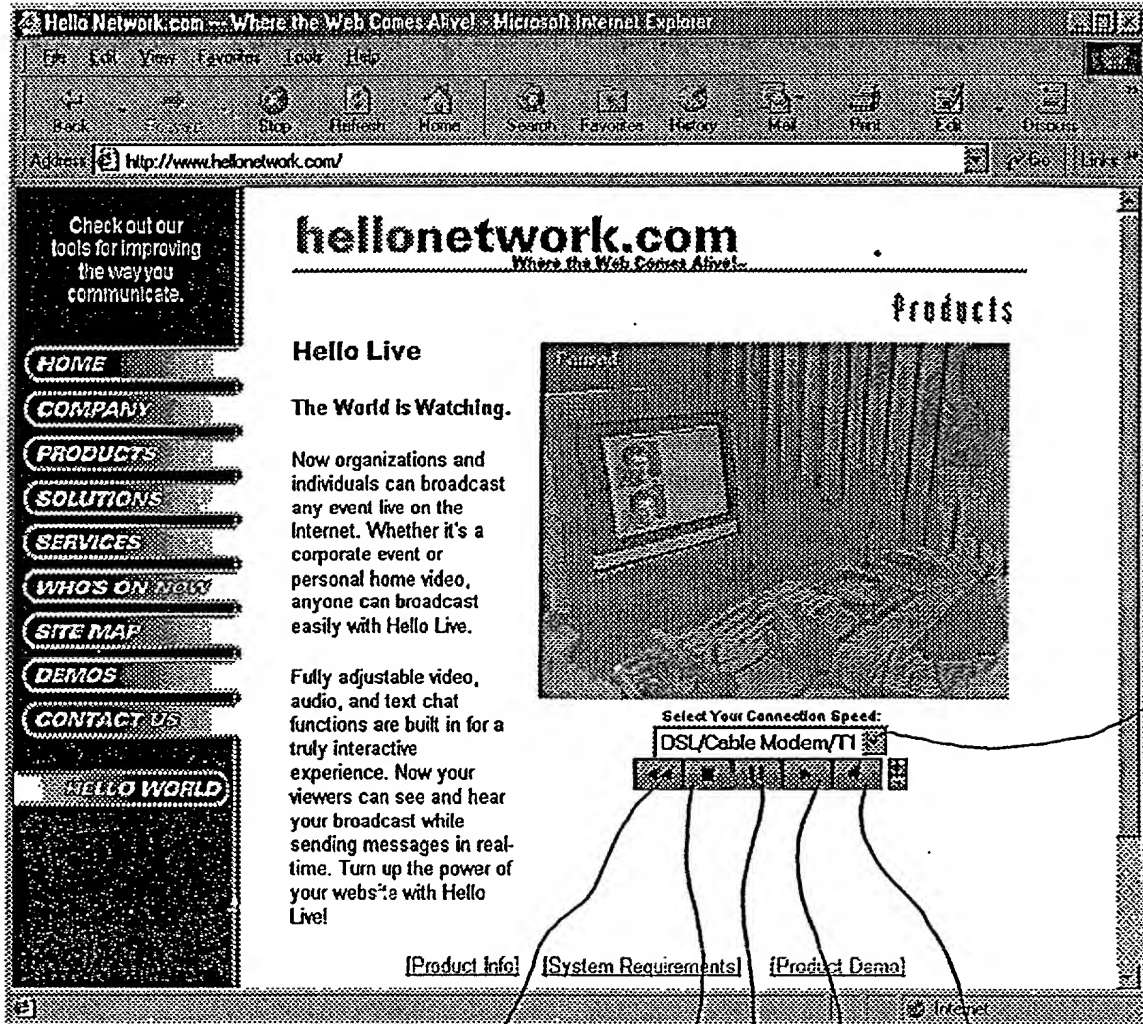 Hello Network.com --- Where the Web Comes Alive! - Microsoft Internet Explorer
File Edit View Favorites Tools Help
Back Forward Stop Refresh Home Search Favorites History Mail Print Edit Discuss
Address http://www.hellonetwork.com/ Go Links »
Check out our
tools for improving
the way you
communicate.
HOME
COMPANY
PRODUCTS
SOLUTIONS
SERVICES
WHO'S ON NOW
SITE MAP
DEMOS
CONTACT US
HELLO WORLD
hellonetwork.com
Where the Web Comes Alive!
Products
Hello Live
The World is Watching.
Now organizations and
individuals can broadcast
any event live on the
Internet. Whether it's a
corporate event or
personal home video,
anyone can broadcast
easily with Hello Live.
Fully adjustable video,
audio, and text chat
functions are built in for a
truly interactive
experience. Now your
viewers can see and hear
your broadcast while
sending messages in real-
time. Turn up the power of
your website with Hello
Live!
Paused
Select Your Connection Speed:
DSL/Cable Modem/T1
[Product Info] [System Requirements] [Product Demo]
Internet